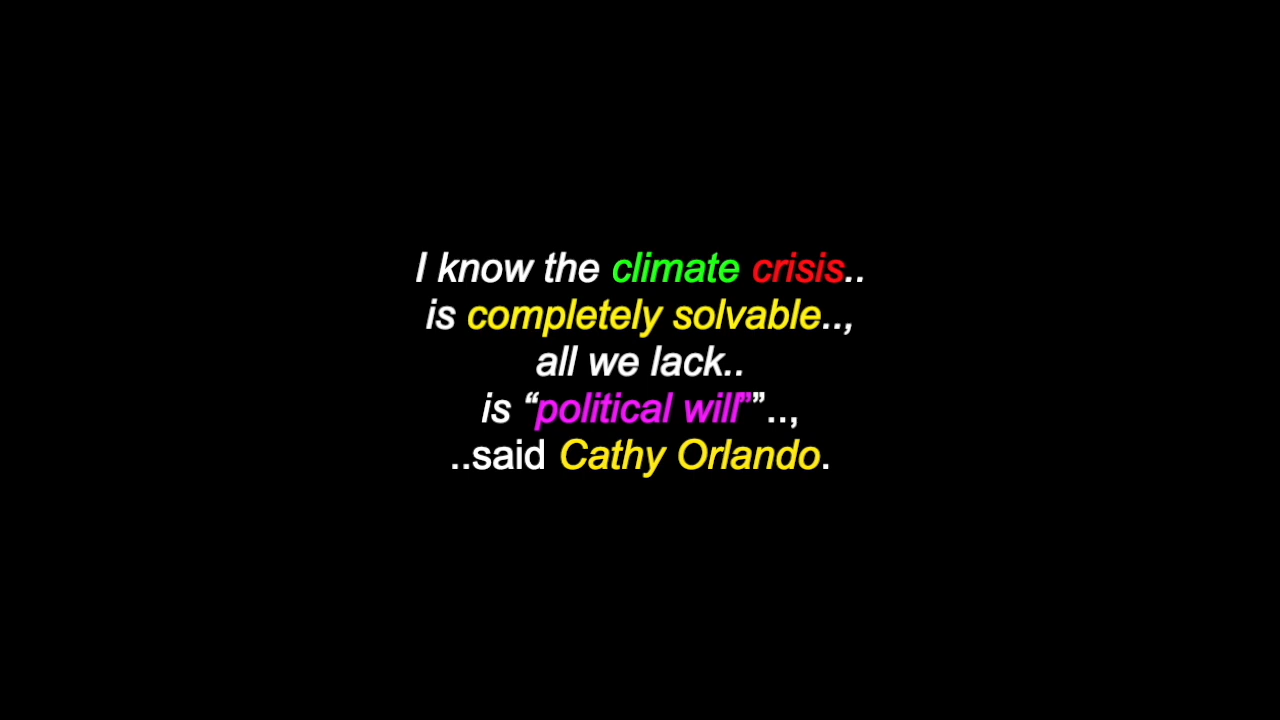 I know the climate crisis..
is completely solvable..,
all we lack..
is “political will””..,
..said Cathy Orlando.